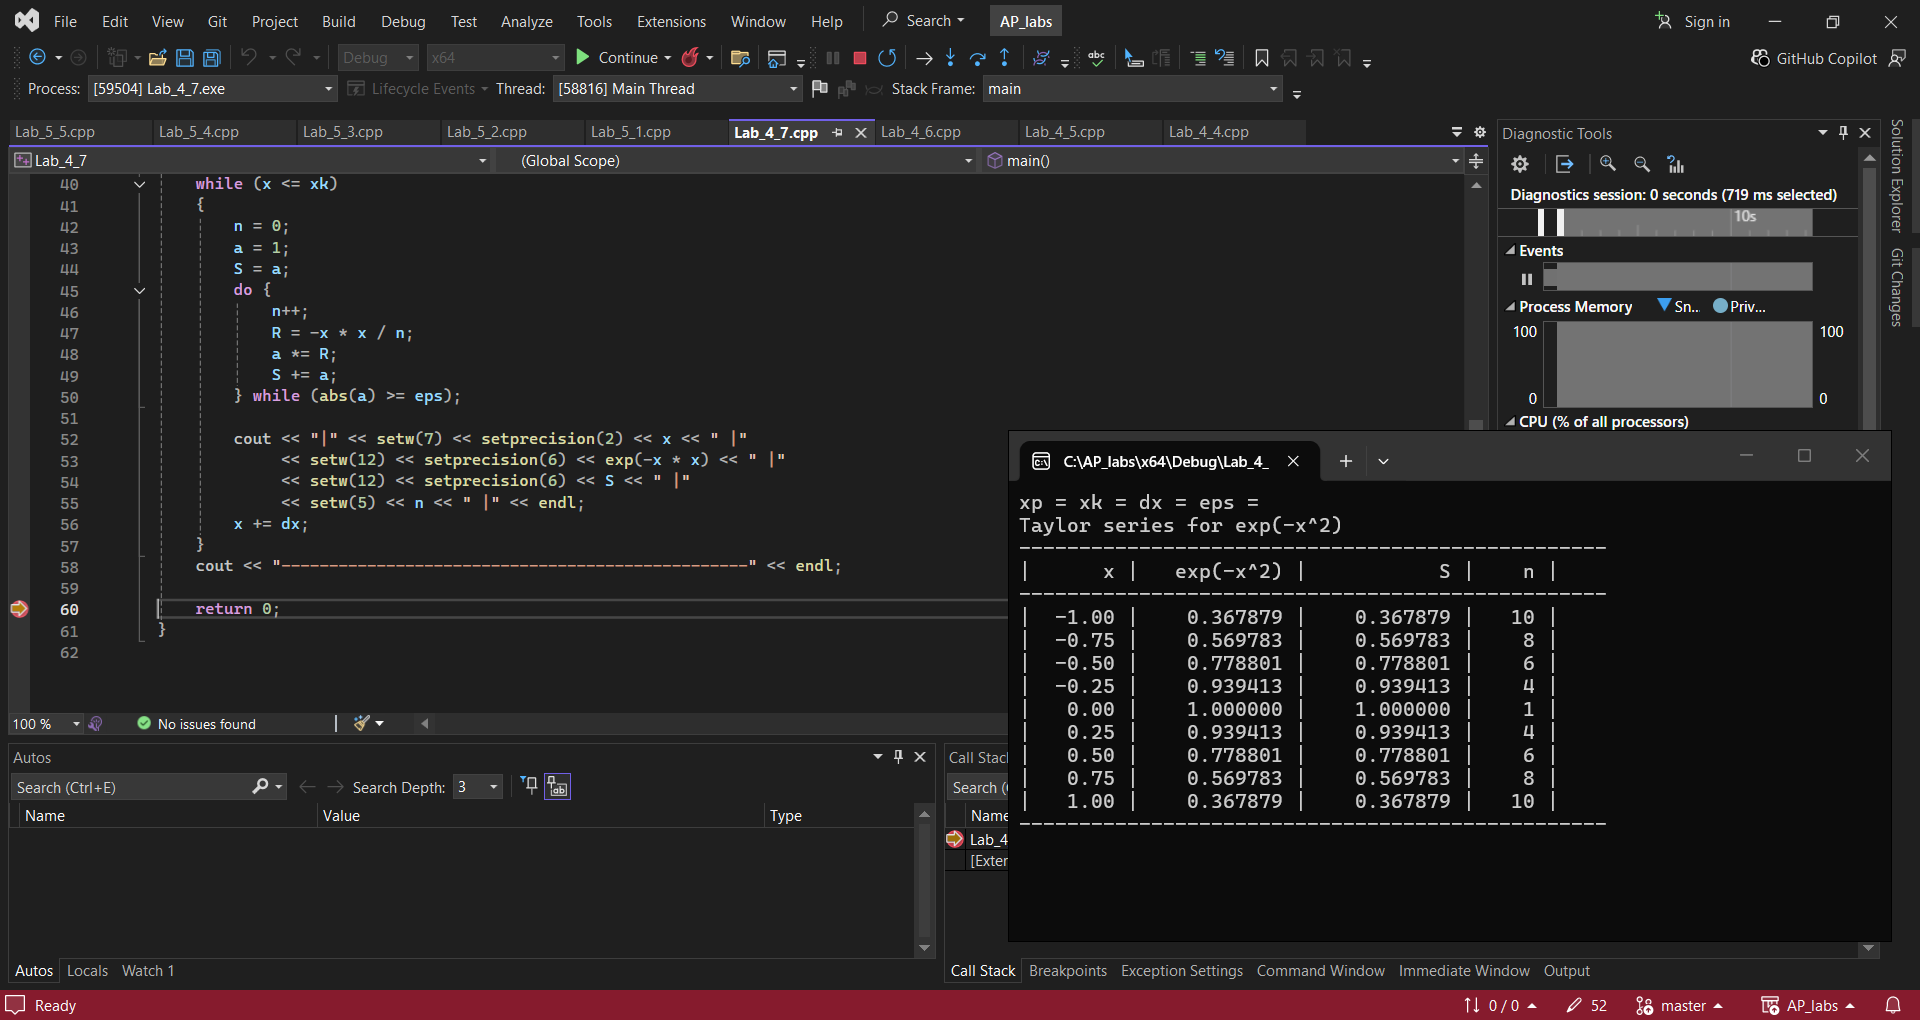 File Edit View Git Project Build Debug Test Analyze Tools Extensions Window Help Search AP_labs Sign in
Debug x64 Continue abc GitHub Copilot
Process: [59504] Lab_4_7.exe Lifecycle Events Thread: [58816] Main Thread Stack Frame: main
Lab_5_5.cpp Lab_5_4.cpp Lab_5_3.cpp Lab_5_2.cpp Lab_5_1.cpp Lab_4_7.cpp Lab_4_6.cpp Lab_4_5.cpp Lab_4_4.cpp
Lab_4_7 (Global Scope) main()
40 while (x <= xk)
41 {
42 n = 0;
43 a = 1;
44 S = a;
45 do {
46 n++;
47 R = -x * x / n;
48 a *= R;
49 S += a;
50 } while (abs(a) >= eps);
51
52 cout << "|" << setw(7) << setprecision(2) << x << " |"
53 << setw(12) << setprecision(6) << exp(-x * x) << " |"
54 << setw(12) << setprecision(6) << S << " |"
55 << setw(5) << n << " |" << endl;
56 x += dx;
57 }
58 cout << "-------------------------------------------------" << endl;
59
60 return 0;
61 }
62
100 % No issues found
Diagnostic Tools
Diagnostics session: 0 seconds (719 ms selected)
10s
Events
Process Memory Sn... Priv...
100 100
0 0
CPU (% of all processors)
Solution Explorer
Git Changes
C:\AP_labs\x64\Debug\Lab_4_
xp = xk = dx = eps =
Taylor series for exp(-x^2)
-------------------------------------------------
| x | exp(-x^2) | S | n |
-------------------------------------------------
| -1.00 | 0.367879 | 0.367879 | 10 |
| -0.75 | 0.569783 | 0.569783 | 8 |
| -0.50 | 0.778801 | 0.778801 | 6 |
| -0.25 | 0.939413 | 0.939413 | 4 |
| 0.00 | 1.000000 | 1.000000 | 1 |
| 0.25 | 0.939413 | 0.939413 | 4 |
| 0.50 | 0.778801 | 0.778801 | 6 |
| 0.75 | 0.569783 | 0.569783 | 8 |
| 1.00 | 0.367879 | 0.367879 | 10 |
-------------------------------------------------
Autos
Search (Ctrl+E) Search Depth: 3
Name Value Type
Autos Locals Watch 1
Call Stack
Search (
Name
Lab_4
[Exter
Call Stack Breakpoints Exception Settings Command Window Immediate Window Output
Ready 0 / 0 52 master AP_labs